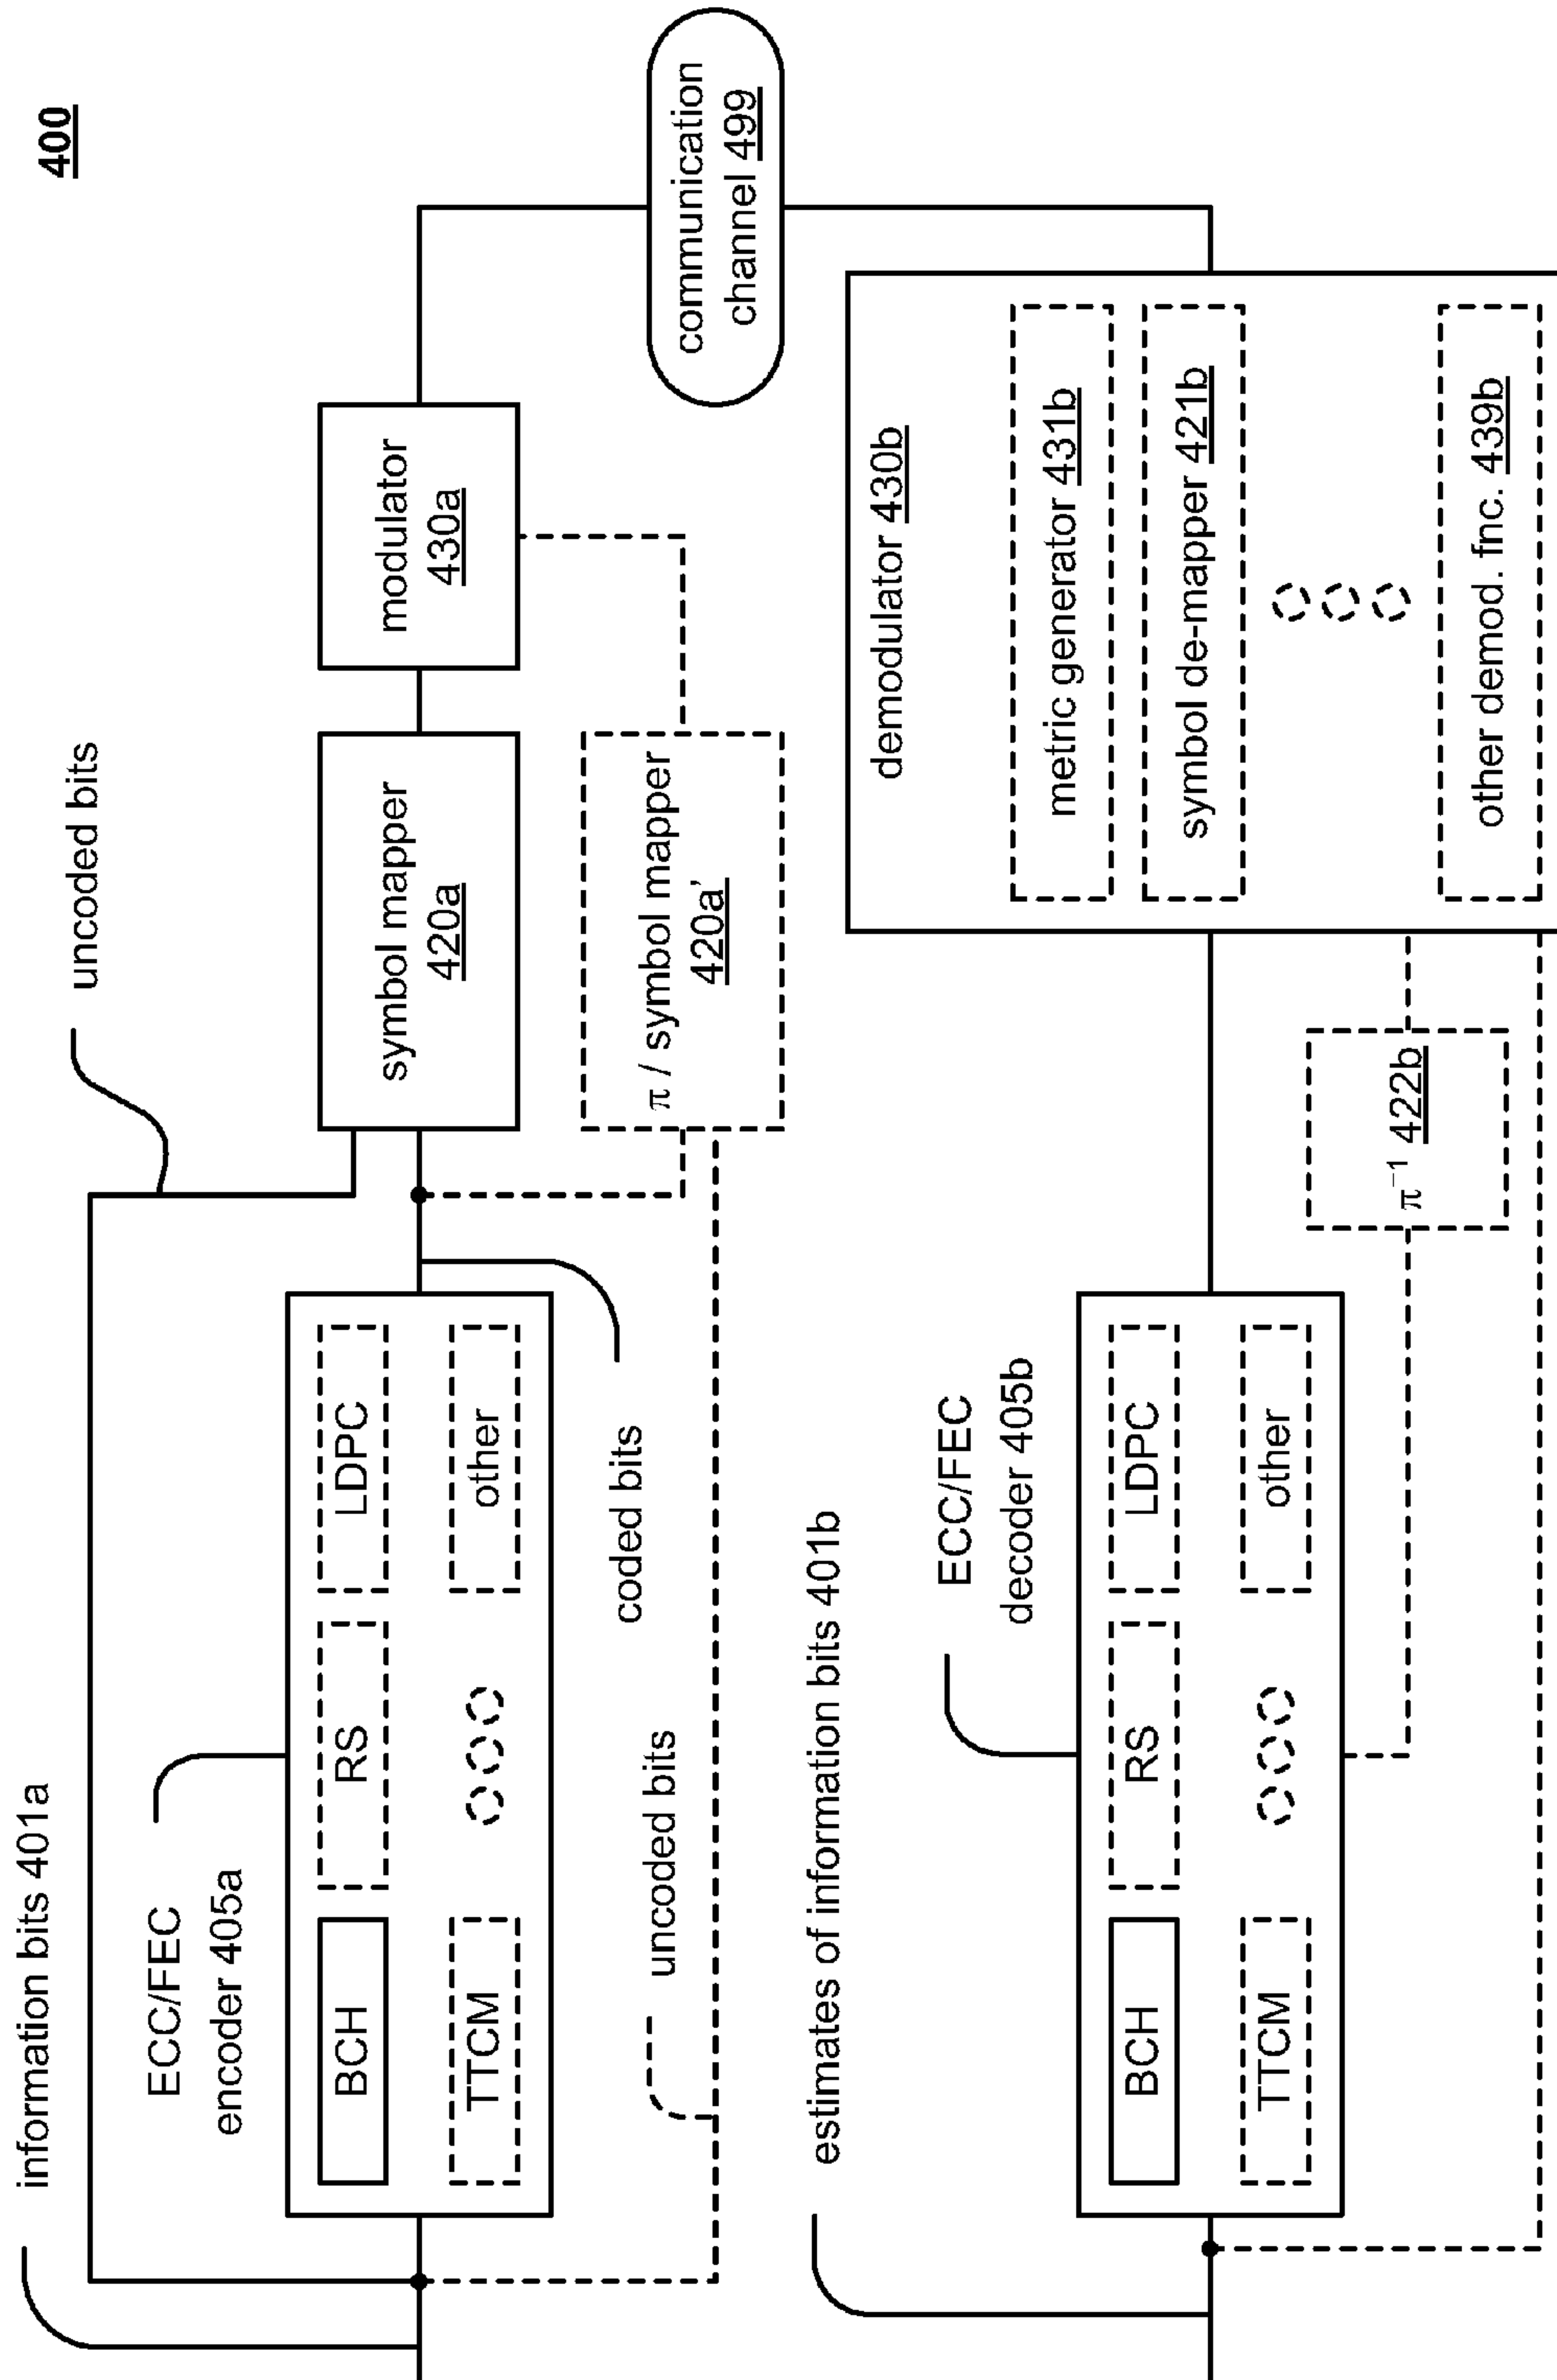 400
information bits 401a
uncoded bits
ECC/FEC
encoder 405a
BCH
RS
LDPC
TTCM
other
coded bits
uncoded bits
symbol mapper
420a
modulator
430a
π / symbol mapper
420a’
communication
channel 499
estimates of information bits 401b
ECC/FEC
decoder 405b
BCH
RS
LDPC
TTCM
other
π⁻¹ 422b
demodulator 430b
metric generator 431b
symbol de-mapper 421b
other demod. fnc. 439b